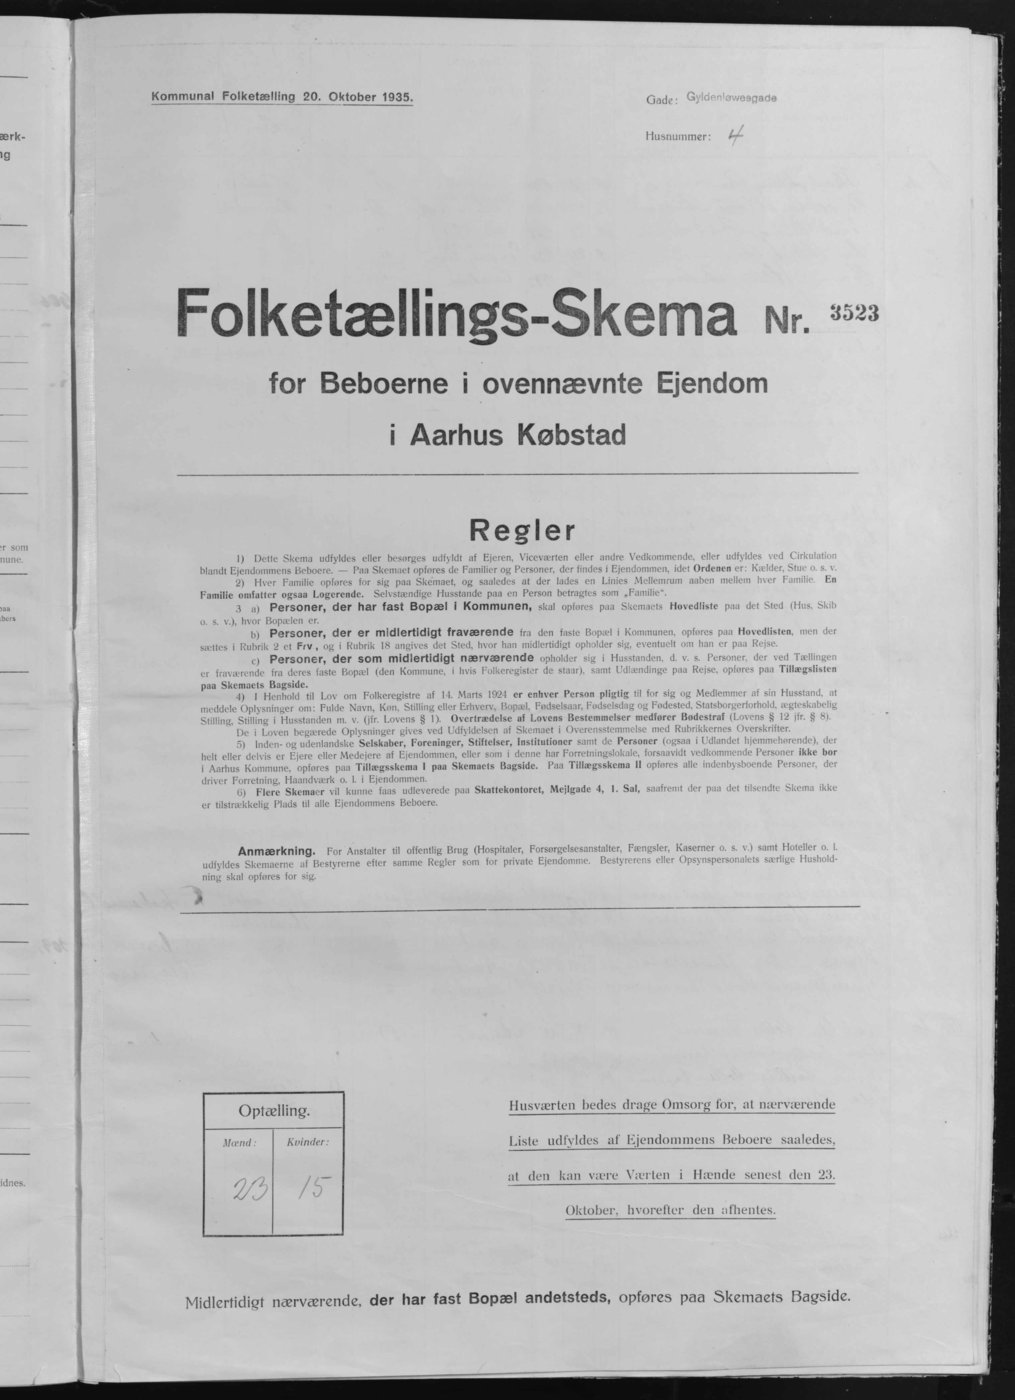 Kommunal Folketælling 20. Oktober 1935.
Gade: Gyldenløwesgade
Husnummer: 4
Folketællings-Skema Nr. 3523
for Beboerne i ovennævnte Ejendom
i Aarhus Købstad
Regler
1) Dette Skema udfyldes eller besørges udfyldt af Ejeren, Viceværten eller andre Vedkommende, eller udfyldes ved Cirkulation
blandt Ejendommens Beboere. — Paa Skemaet opføres de Familier og Personer, der findes i Ejendommen, idet Ordenen er: Kælder, Stue o. s. v.
2) Hver Familie opføres for sig paa Skemaet, og saaledes at der lades en Linies Mellemrum aaben mellem hver Familie. En
Familie omfatter ogsaa Logerende. Selvstændige Husstande paa en Person betragtes som „Familie“.
3 a) Personer, der har fast Bopæl i Kommunen, skal opføres paa Skemaets Hovedliste paa det Sted (Hus, Skib
o. s. v.), hvor Bopælen er.
b) Personer, der er midlertidigt fraværende fra den faste Bopæl i Kommunen, opføres paa Hovedlisten, men der
sættes i Rubrik 2 et Frv, og i Rubrik 18 angives det Sted, hvor han midlertidigt opholder sig, eventuelt om han er paa Rejse.
c) Personer, der som midlertidigt nærværende opholder sig i Husstanden, d. v. s. Personer, der ved Tællingen
er fraværende fra deres faste Bopæl (den Kommune, i hvis Folkeregister de staar), samt Udlændinge paa Rejse, opføres paa Tillægslisten
paa Skemaets Bagside.
4) I Henhold til Lov om Folkeregistre af 14. Marts 1924 er enhver Person pligtig til for sig og Medlemmer af sin Husstand, at
meddele Oplysninger om: Fulde Navn, Køn, Stilling eller Erhverv, Bopæl, Fødselsaar, Fødselsdag og Fødested, Statsborgerforhold, ægteskabelig
Stilling, Stilling i Husstanden m. v. (jfr. Lovens § 1). Overtrædelse af Lovens Bestemmelser medfører Bødestraf (Lovens § 12 jfr. § 8).
De i Loven begærede Oplysninger gives ved Udfyldelsen af Skemaet i Overensstemmelse med Rubrikkernes Overskrifter.
5) Inden- og udenlandske Selskaber, Foreninger, Stiftelser, Institutioner samt de Personer (ogsaa i Udlandet hjemmehørende), der
helt eller delvis er Ejere eller Medejere af Ejendommen, eller som i denne har Forretningslokale, forsaavidt vedkommende Personer ikke bor
i Aarhus Kommune, opføres paa Tillægsskema I paa Skemaets Bagside. Paa Tillægsskema II opføres alle indenbysboende Personer, der
driver Forretning, Haandværk o. l. i Ejendommen.
6) Flere Skemaer vil kunne faas udleverede paa Skattekontoret, Mejlgade 4, 1. Sal, saafremt der paa det tilsendte Skema ikke
er tilstrækkelig Plads til alle Ejendommens Beboere.
Anmærkning. For Anstalter til offentlig Brug (Hospitaler, Forsørgelsesanstalter, Fængsler, Kaserner o. s. v.) samt Hoteller o. l.
udfyldes Skemaerne af Bestyrerne efter samme Regler som for private Ejendomme. Bestyrerens eller Opsynspersonalets særlige Hushold-
ning skal opføres for sig.
Optælling.
Mænd: Kvinder:
23 15
Husværten bedes drage Omsorg for, at nærværende
Liste udfyldes af Ejendommens Beboere saaledes,
at den kan være Værten i Hænde senest den 23.
Oktober, hvorefter den afhentes.
Midlertidigt nærværende, der har fast Bopæl andetsteds, opføres paa Skemaets Bagside.